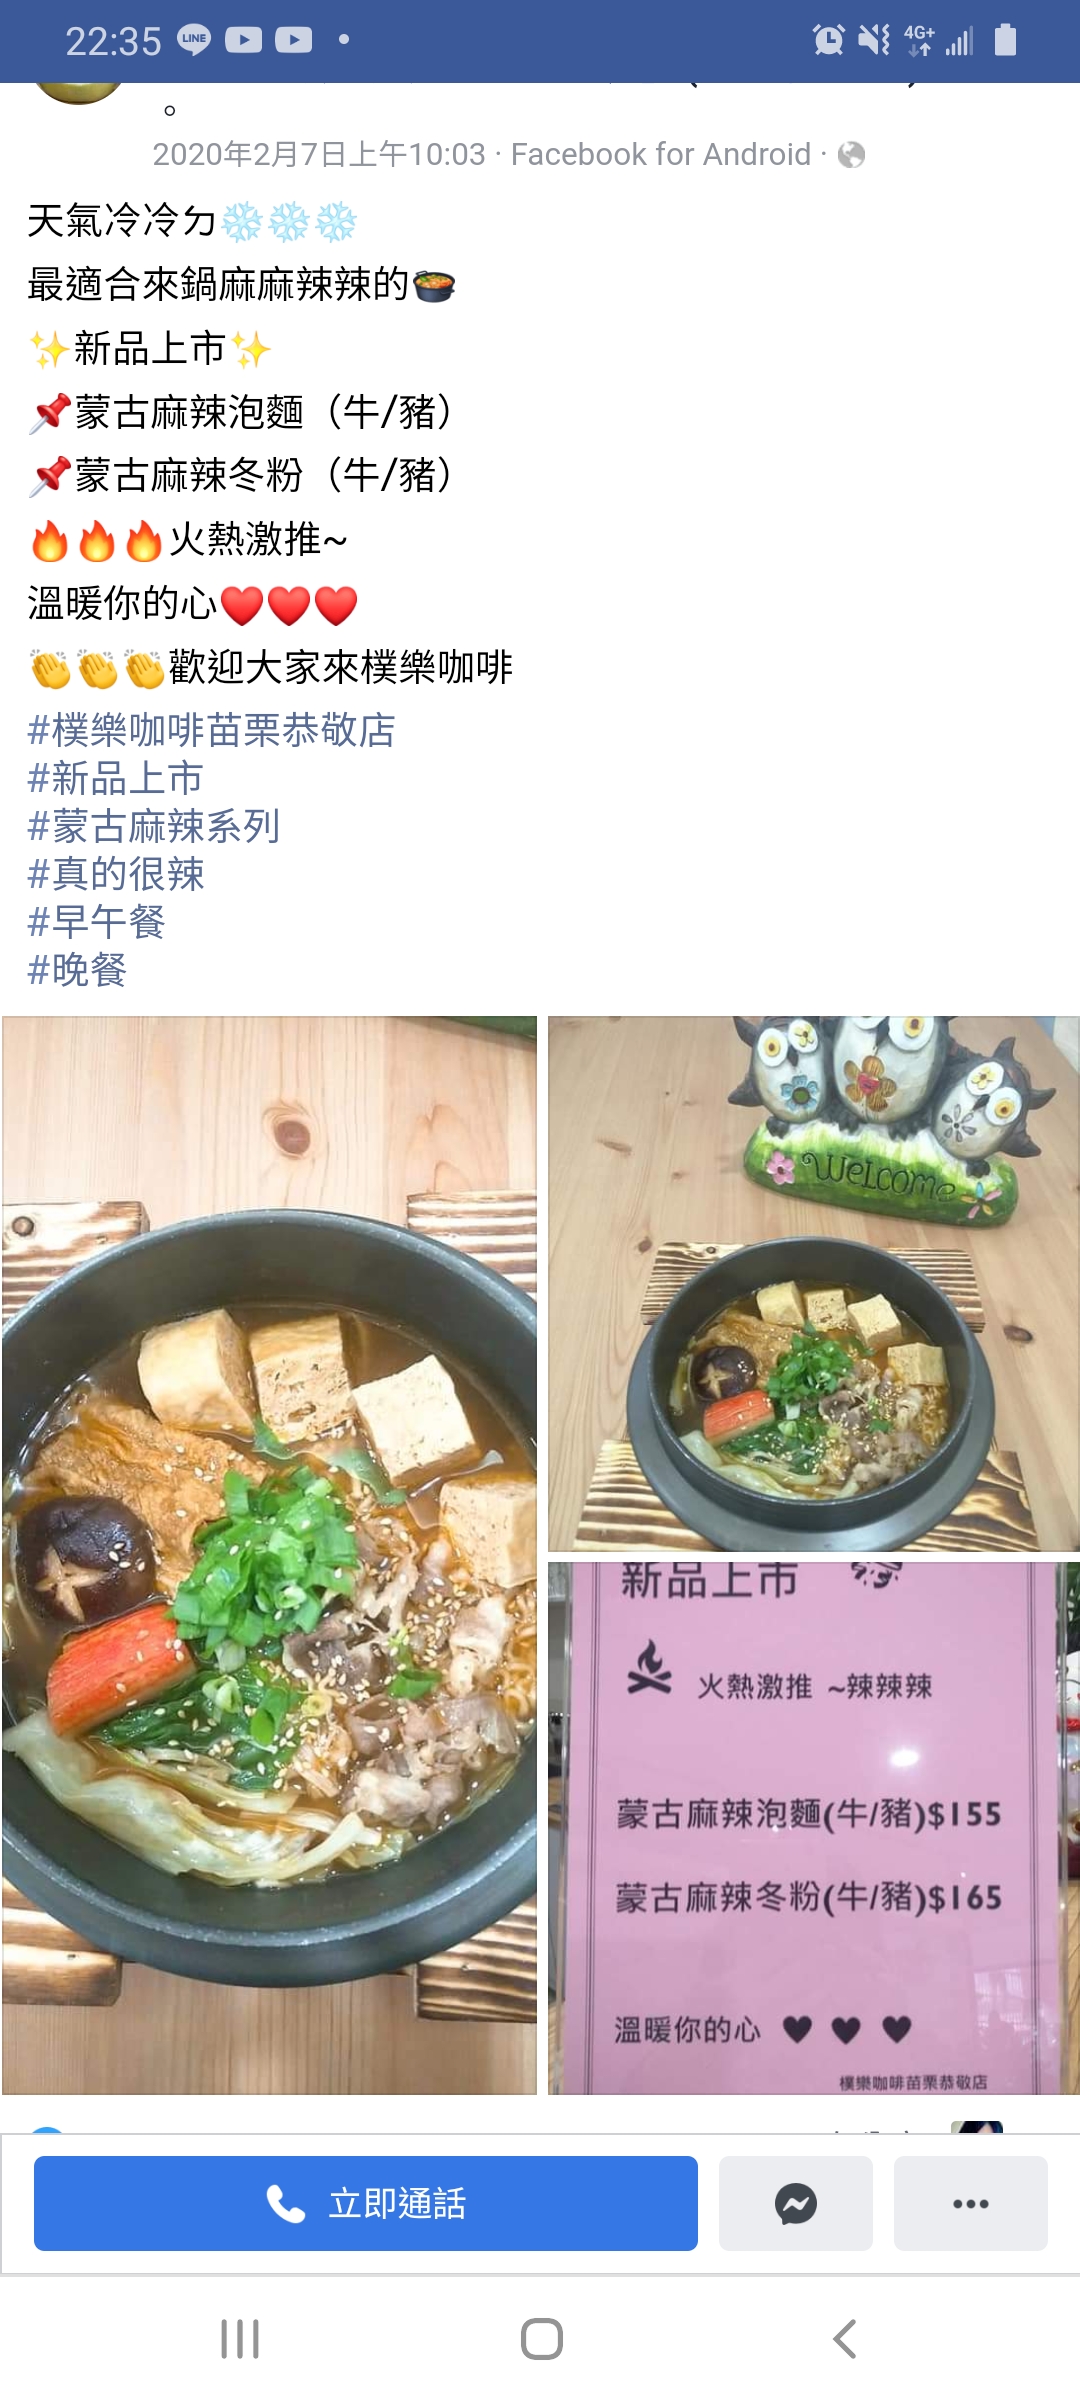 22:35 LINE 4G+
。
2020年2月7日上午10:03 · Facebook for Android ·
天氣冷冷ㄉ❄️❄️❄️
最適合來鍋麻麻辣辣的🍲
✨新品上市✨
📌蒙古麻辣泡麵（牛/豬）
📌蒙古麻辣冬粉（牛/豬）
🔥🔥🔥火熱激推~
溫暖你的心❤️❤️❤️
👏👏👏歡迎大家來樸樂咖啡
#樸樂咖啡苗栗恭敬店
#新品上市
#蒙古麻辣系列
#真的很辣
#早午餐
#晚餐
Welcome
新品上市
火熱激推 ~辣辣辣
蒙古麻辣泡麵(牛/豬)$155
蒙古麻辣冬粉(牛/豬)$165
溫暖你的心 ♥ ♥ ♥
樸樂咖啡苗栗恭敬店
立即通話